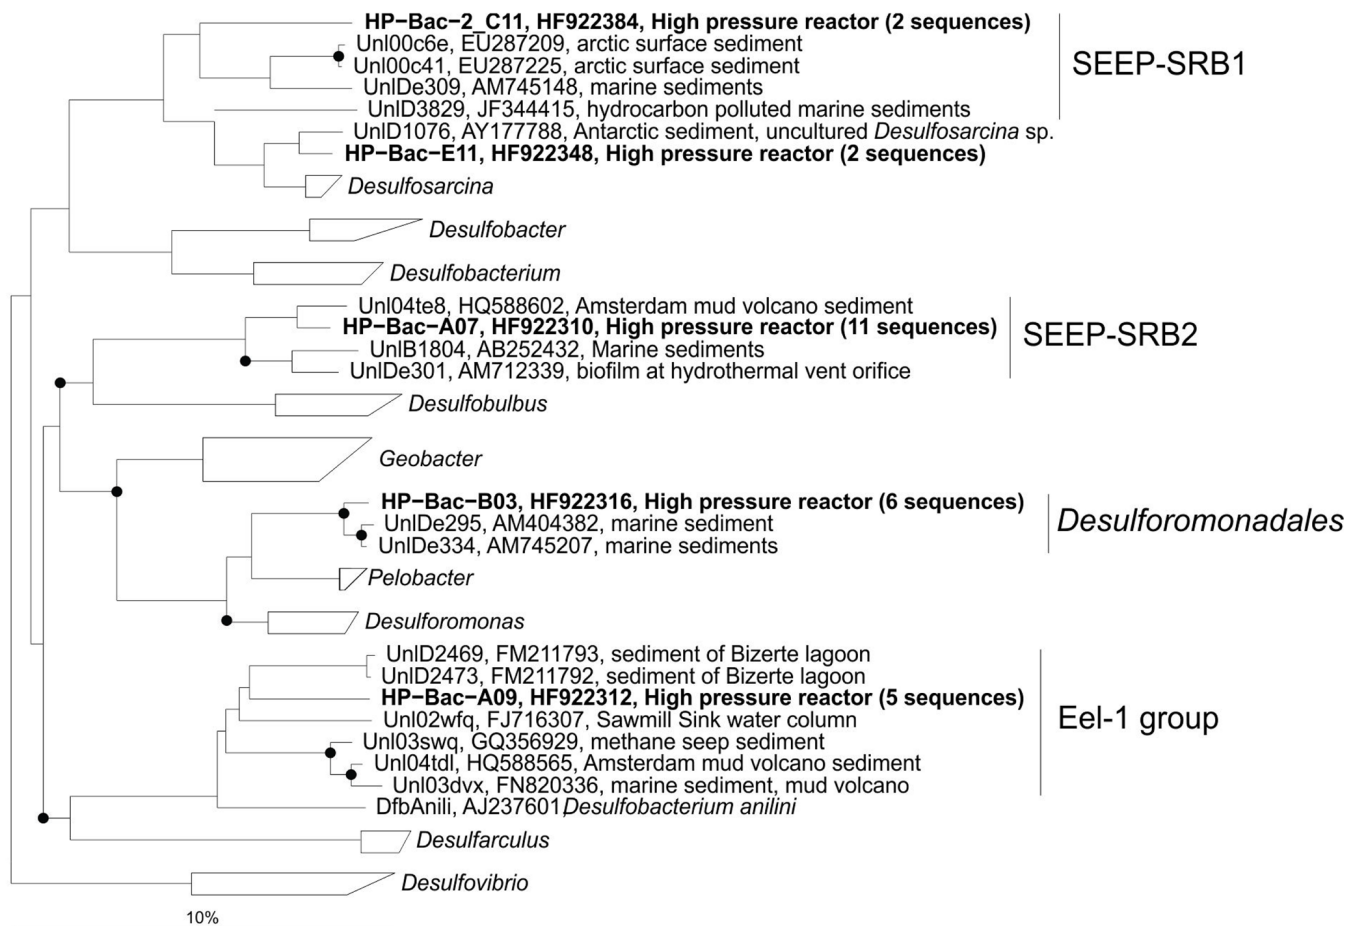 HP−Bac−2_C11, HF922384, High pressure reactor (2 sequences)
Unl00c6e, EU287209, arctic surface sediment
SEEP-SRB1
Unl00c41, EU287225, arctic surface sediment
UnlDe309, AM745148, marine sediments
UnlD3829, JF344415, hydrocarbon polluted marine sediments
UnlD1076, AY177788, Antarctic sediment, uncultured Desulfosarcina sp.
HP−Bac−E11, HF922348, High pressure reactor (2 sequences)
Desulfosarcina
Desulfobacter
Desulfobacterium
Unl04te8, HQ588602, Amsterdam mud volcano sediment
HP−Bac−A07, HF922310, High pressure reactor (11 sequences)
SEEP-SRB2
UnlB1804, AB252432, Marine sediments
UnlDe301, AM712339, biofilm at hydrothermal vent orifice
Desulfobulbus
Geobacter
HP−Bac−B03, HF922316, High pressure reactor (6 sequences)
UnlDe295, AM404382, marine sediment
Desulforomonadales
UnlDe334, AM745207, marine sediments
Pelobacter
Desulforomonas
UnlD2469, FM211793, sediment of Bizerte lagoon
UnlD2473, FM211792, sediment of Bizerte lagoon
HP−Bac−A09, HF922312, High pressure reactor (5 sequences)
Unl02wfq, FJ716307, Sawmill Sink water column
Eel-1 group
Unl03swq, GQ356929, methane seep sediment
Unl04tdl, HQ588565, Amsterdam mud volcano sediment
Unl03dvx, FN820336, marine sediment, mud volcano
DfbAnili, AJ237601, Desulfobacterium anilini
Desulfarculus
Desulfovibrio
10%